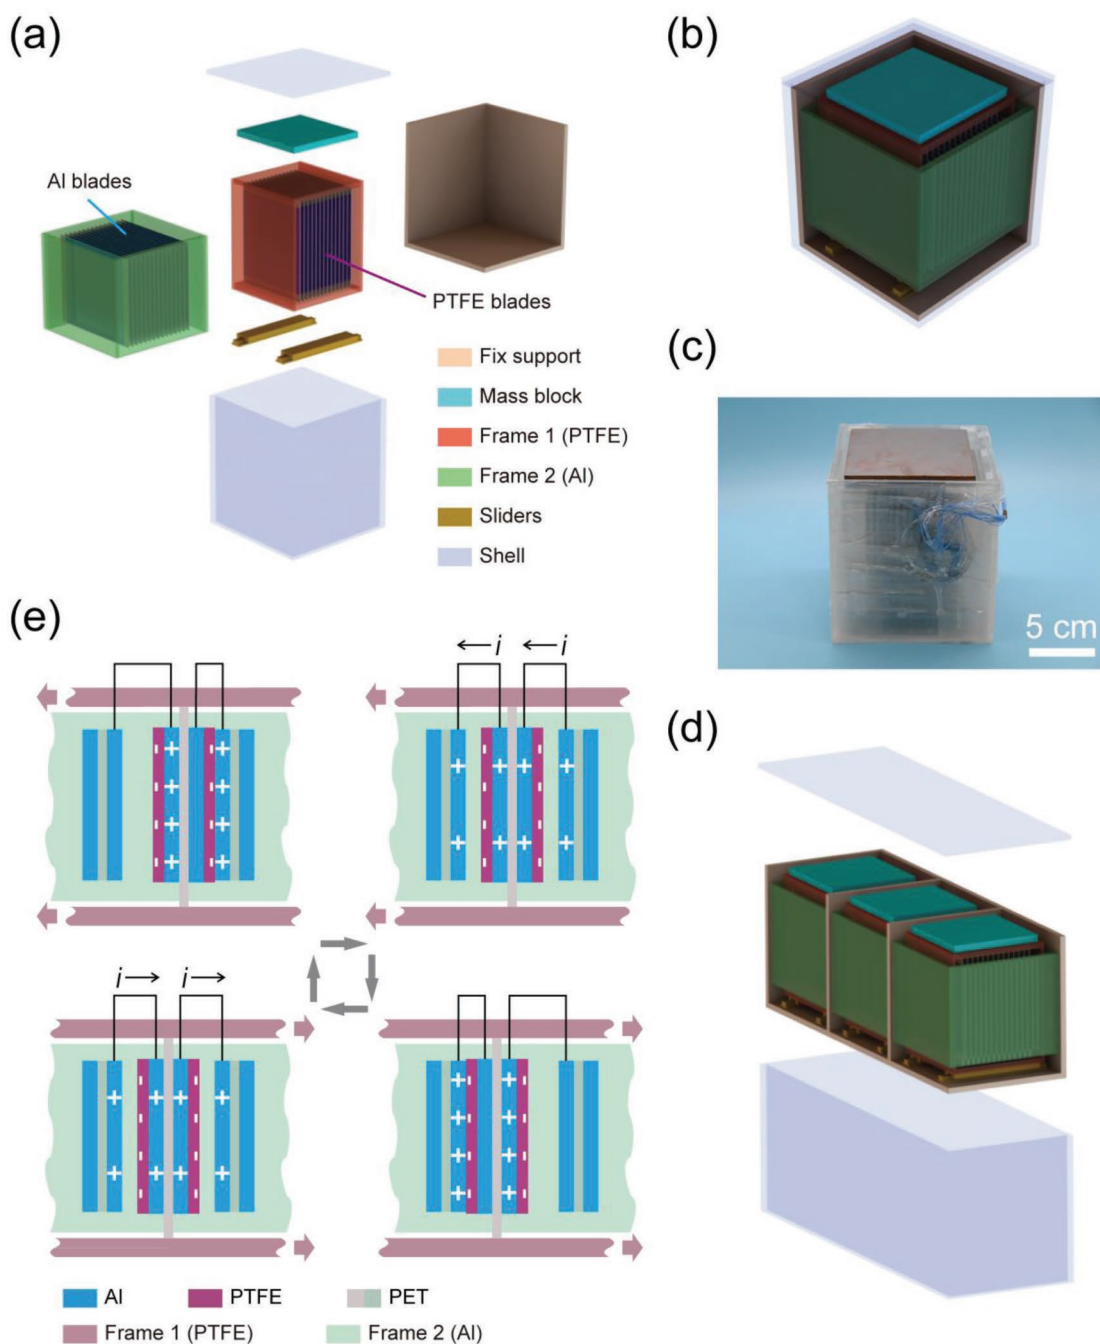 (a)
Al blades
PTFE blades
Fix support
Mass block
Frame 1 (PTFE)
Frame 2 (Al)
Sliders
Shell
(b)
(c)
5 cm
(d)
(e)
i i
+ +
- -
i i
Al PTFE PET
Frame 1 (PTFE) Frame 2 (Al)